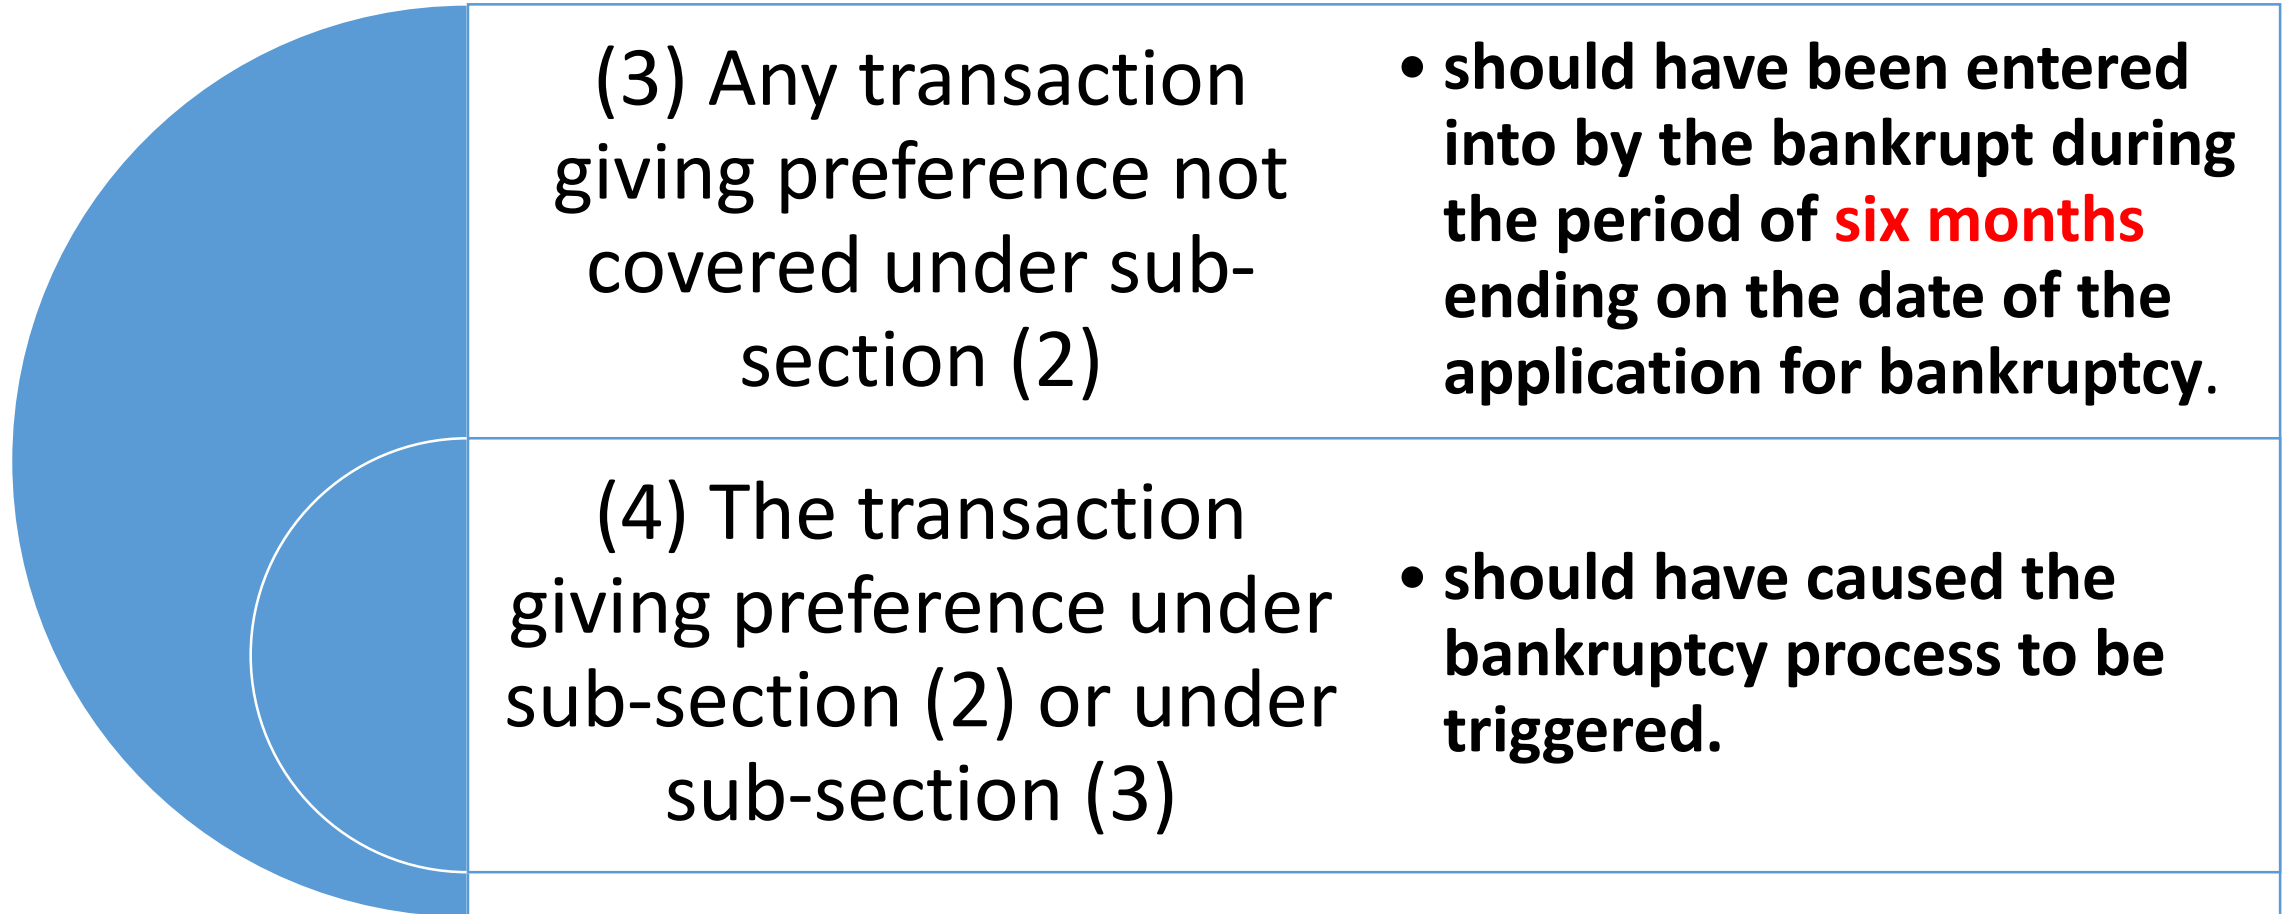 (3) Any transaction
giving preference not
covered under sub-
section (2)
• should have been entered
into by the bankrupt during
the period of six months
ending on the date of the
application for bankruptcy.
(4) The transaction
giving preference under
sub-section (2) or under
sub-section (3)
• should have caused the
bankruptcy process to be
triggered.